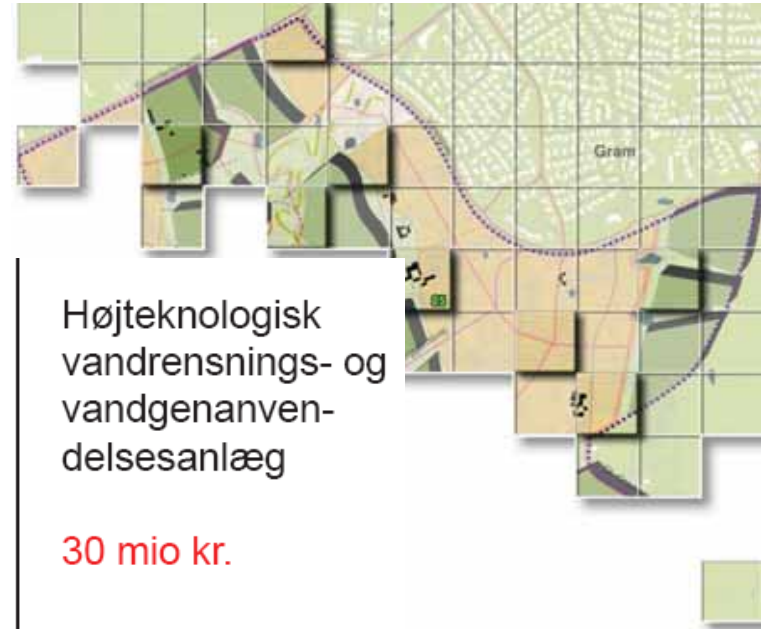 Gram
Højteknologisk
vandrensnings- og
vandgenanven-
delsesanlæg
30 mio kr.